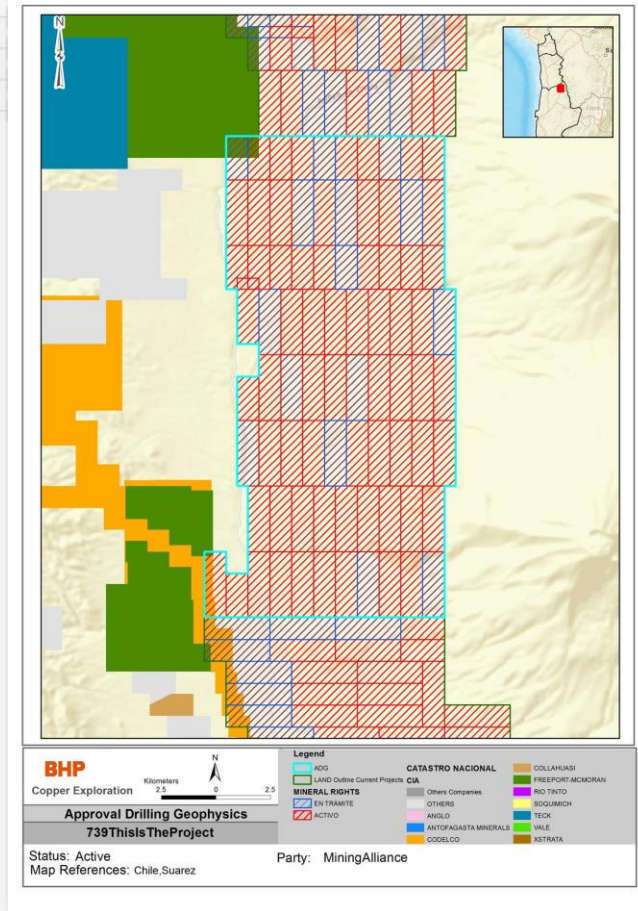 N
BHP
Copper Exploration
Kilometers
N
2.5 0 2.5
Approval Drilling Geophysics
739ThisIsTheProject
Legend
ADG
LAND Outline Current Projects
MINERAL RIGHTS
EN TRÁMITE
ACTIVO
CATASTRO NACIONAL
CIA
Others Companies
OTHERS
ANGLO
ANTOFAGASTA MINERALS
CODELCO
COLLAHUASI
FREEPORT-MCMORAN
RIO TINTO
SOQUIMICH
TECK
VALE
XSTRATA
Status: Active
Party: MiningAlliance
Map References: Chile,Suarez